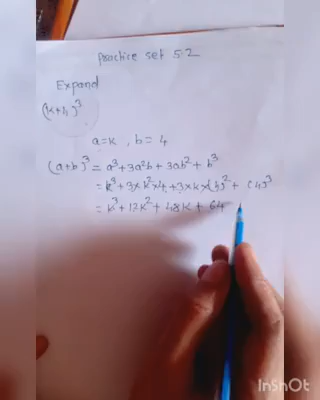 Practice set 5.2
Expand
(k+4)³
a=k, b=4
(a+b)³ = a³+3a²b+3ab²+b³
= k³+3×k²×4+3×k×(4)²+(4)³
= k³+12k²+48k+64
InShot